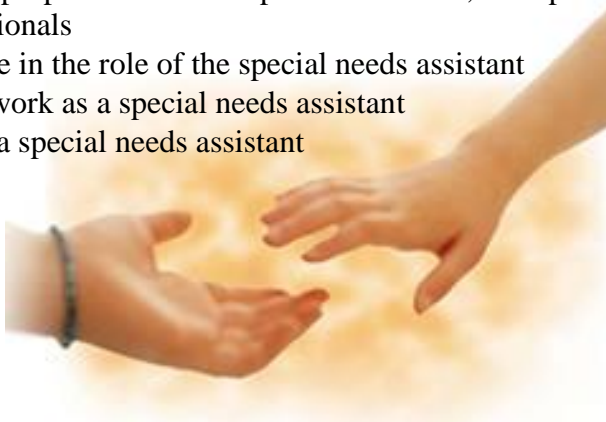 ionals
e in the role of the special needs assistant
work as a special needs assistant
a special needs assistant